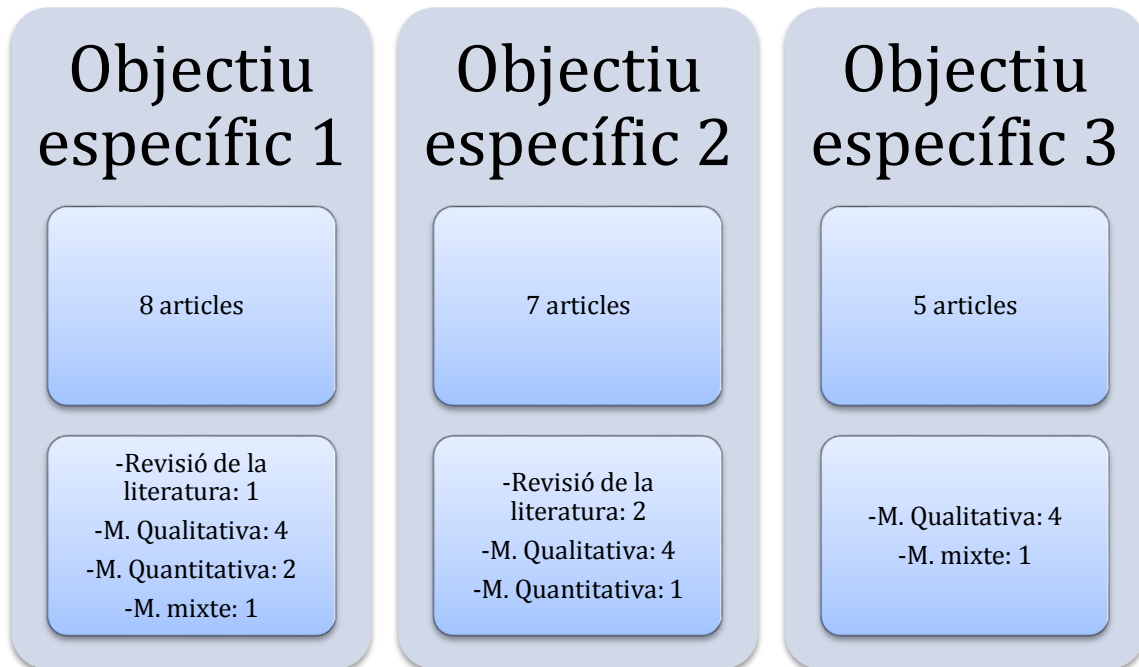 Objectiu
específic 1
8 articles
-Revisió de la
literatura: 1
-M. Qualitativa: 4
-M. Quantitativa: 2
-M. mixte: 1
Objectiu
específic 2
7 articles
-Revisió de la
literatura: 2
-M. Qualitativa: 4
-M. Quantitativa: 1
Objectiu
específic 3
5 articles
-M. Qualitativa: 4
-M. mixte: 1